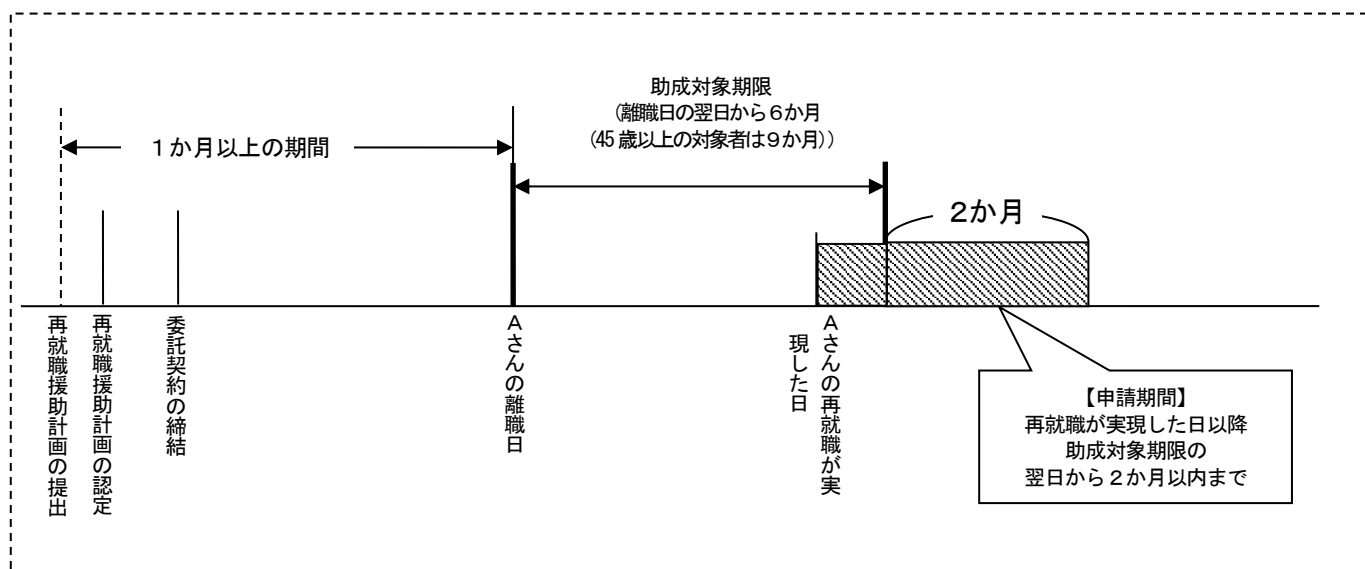 助成対象期限
(離職日の翌日から６か月
(45歳以上の対象者は９か月))
１か月以上の期間
２か月
再就職援助計画の提出
再就職援助計画の認定
委託契約の締結
Ａさんの離職日
Ａさんの再就職が実
現した日
【申請期間】
再就職が実現した日以降
助成対象期限の
翌日から２か月以内まで